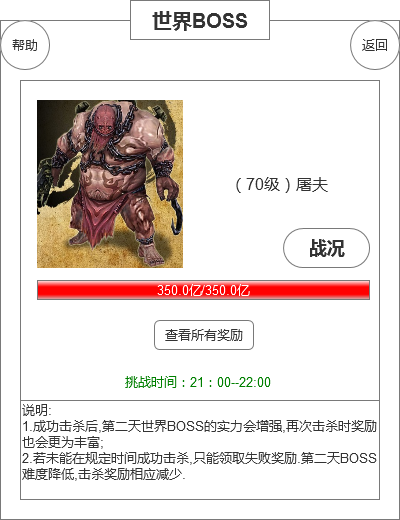 世界BOSS
帮助
返回
（70级）屠夫
战况
350.0亿/350.0亿
查看所有奖励
挑战时间：21：00--22:00
说明:
1.成功击杀后,第二天世界BOSS的实力会增强,再次击杀时奖励
也会更为丰富;
2.若未能在规定时间成功击杀,只能领取失败奖励.第二天BOSS
难度降低,击杀奖励相应减少.